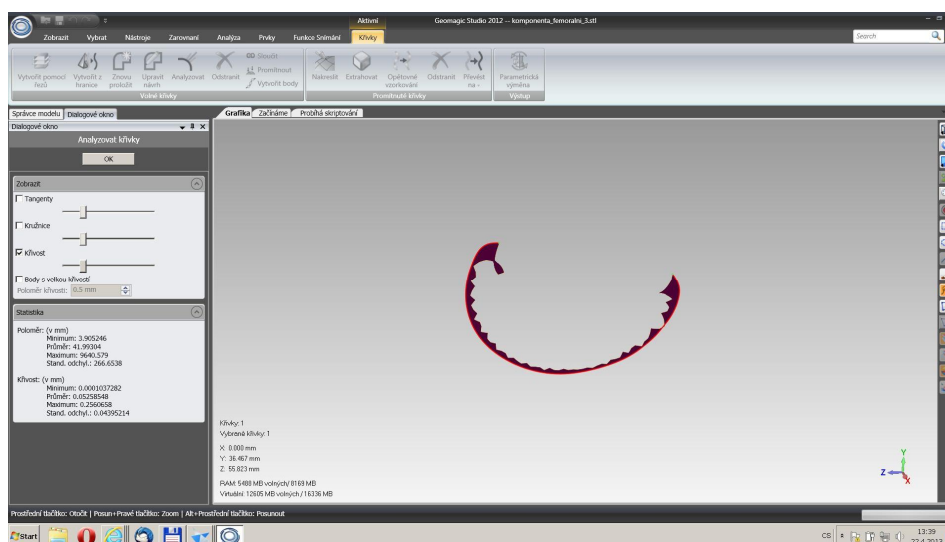 Aktivní
Geomagic Studio 2012 -- komponenta_femoralni_3.stl
Zobrazit Vybrat Nástroje Zarovnaní Analýza Prvky Funkce Snímání Křivky
Search
Vytvořit pomocí řezů
Vytvořit z hranice
Znovu proložit
Upravit návrh
Analyzovat
Odstranit
Sloučit
Promítnout
Vytvořit body
Nakreslit
Extrahovat
Opětovné vzorkování
Odstranit
Převést na
Parametrická výměna
Volné křivky
Promítnuté křivky
Výstup
Správce modelu Dialogové okno
Grafika Začínáme Probíhá skriptování
Dialogové okno
Analyzovat křivky
OK
Zobrazit
Tangenty
Kružnice
Křivost
Body s velkou křivostí
Poloměr křivosti: 0.5 mm
Statistika
Poloměr: (v mm)
Minimum: 3.905246
Průměr: 41.99304
Maximum: 9640.579
Stand. odchyl.: 266.6538
Křivost: (v mm)
Minimum: 0.0001037282
Průměr: 0.05258548
Maximum: 0.2560658
Stand. odchyl.: 0.04395214
Křivky: 1
Vybrané křivky: 1
X: 0.000 mm
Y: 36.467 mm
Z: 55.823 mm
RAM: 5488 MB volných/ 8169 MB
Virtuální: 12605 MB volných / 16336 MB
Y
Z
X
Prostřední tlačítko: Otočit | Posun+Pravé tlačítko: Zoom | Alt+Prostřední tlačítko: Posunout
Start
CS
13:39
22.4.2013